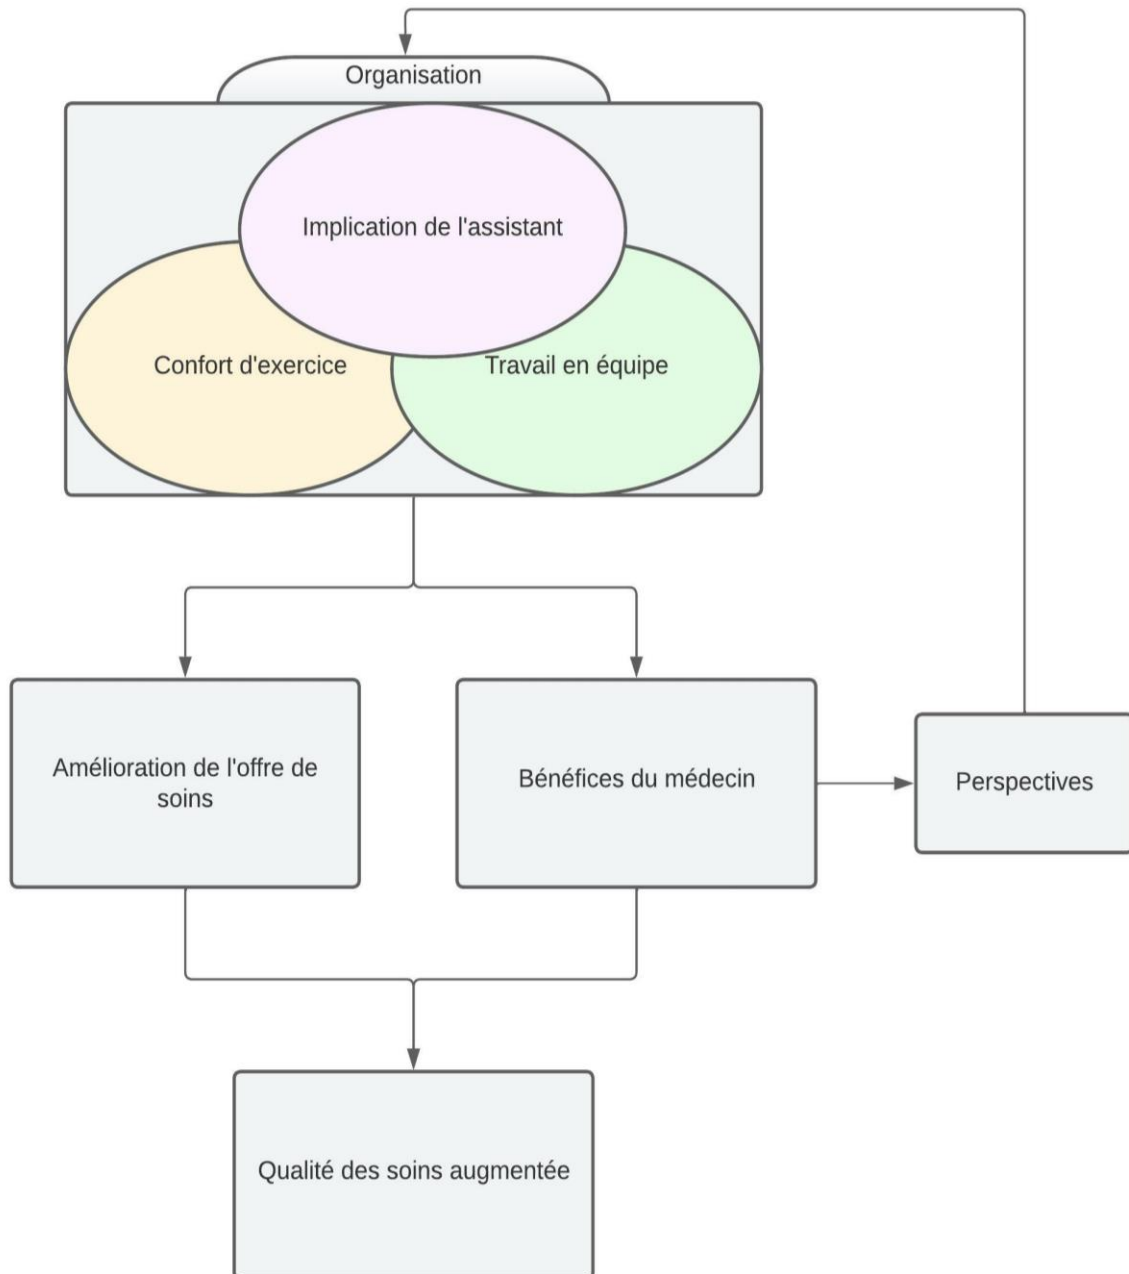 Organisation
Implication de l'assistant
Confort d'exercice
Travail en équipe
Amélioration de l'offre de
soins
Bénéfices du médecin
Perspectives
Qualité des soins augmentée